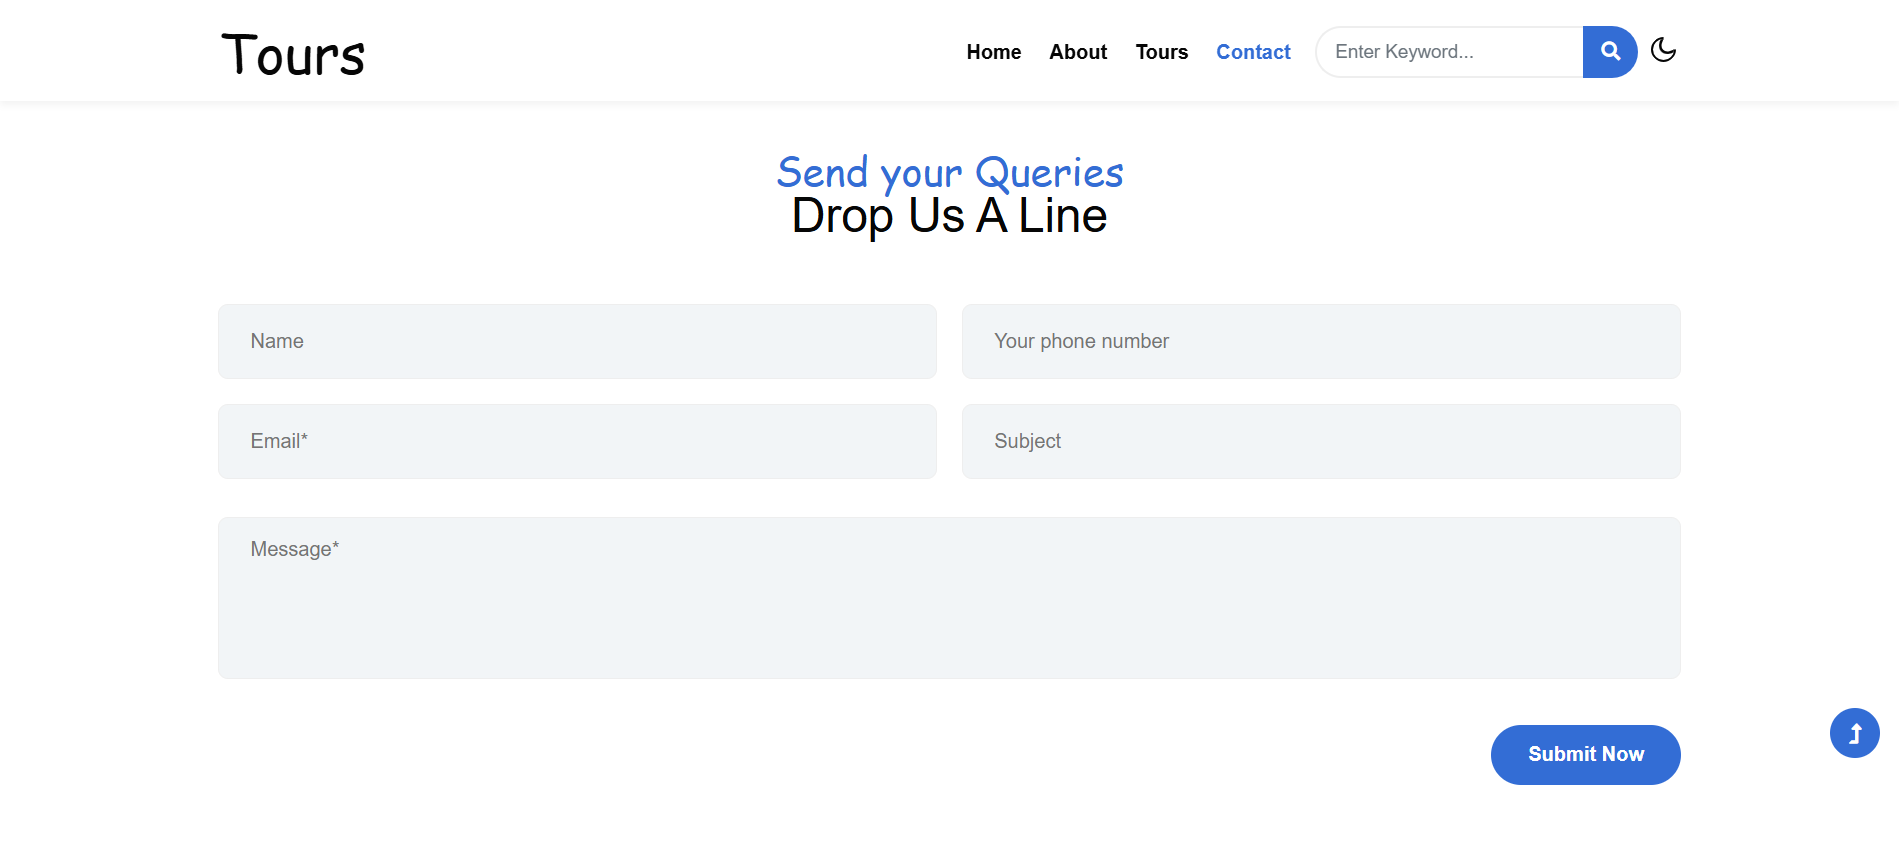 Tours
Home About Tours Contact Enter Keyword...
Send your Queries
Drop Us A Line
Name
Your phone number
Email*
Subject
Message*
Submit Now